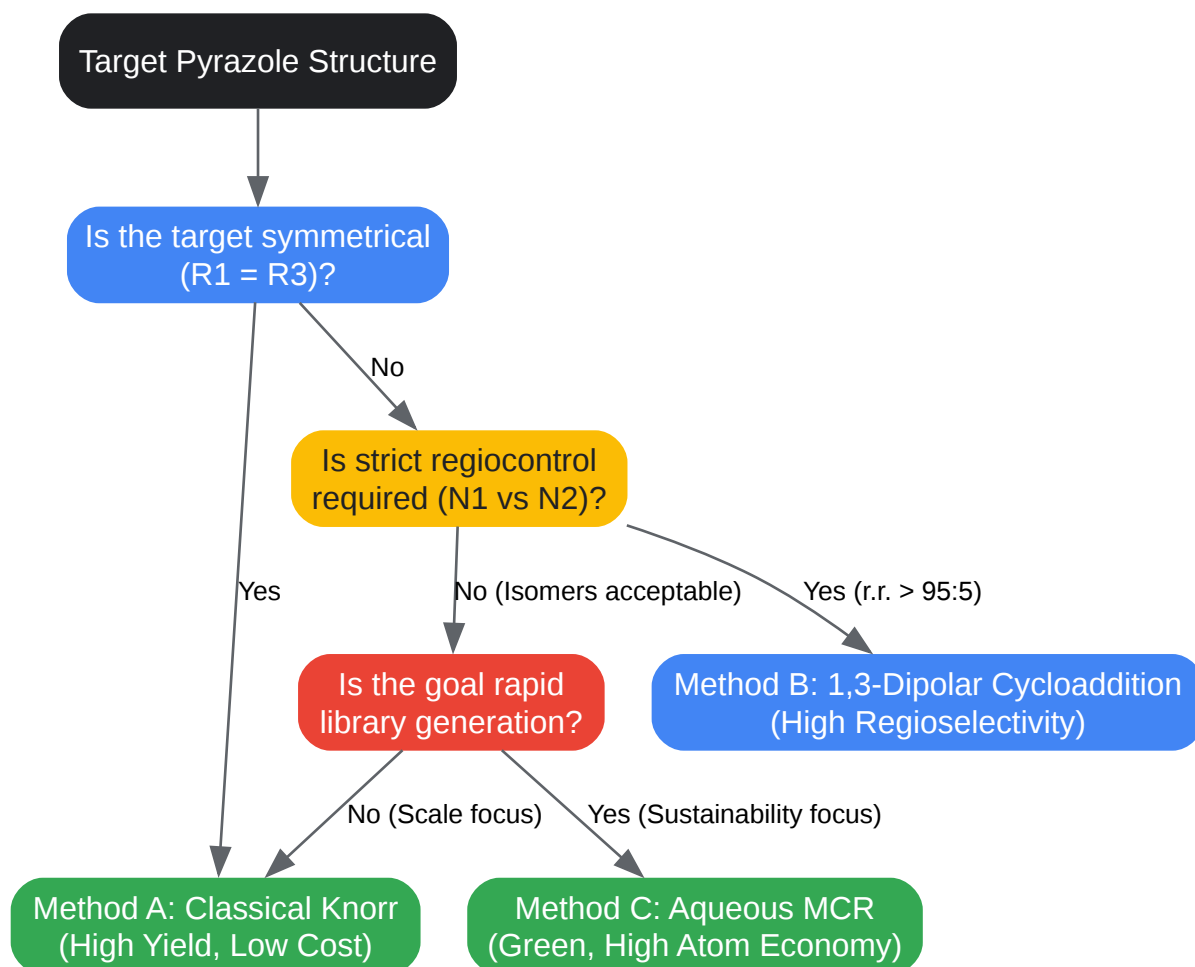 Target Pyrazole Structure
Is the target symmetrical
(R1 = R3)?
No
Is strict regiocontrol
required (N1 vs N2)?
Yes
No (Isomers acceptable)
Yes (r.r. > 95:5)
Is the goal rapid
library generation?
Method B: 1,3-Dipolar Cycloaddition
(High Regioselectivity)
No (Scale focus)
Yes (Sustainability focus)
Method A: Classical Knorr
(High Yield, Low Cost)
Method C: Aqueous MCR
(Green, High Atom Economy)